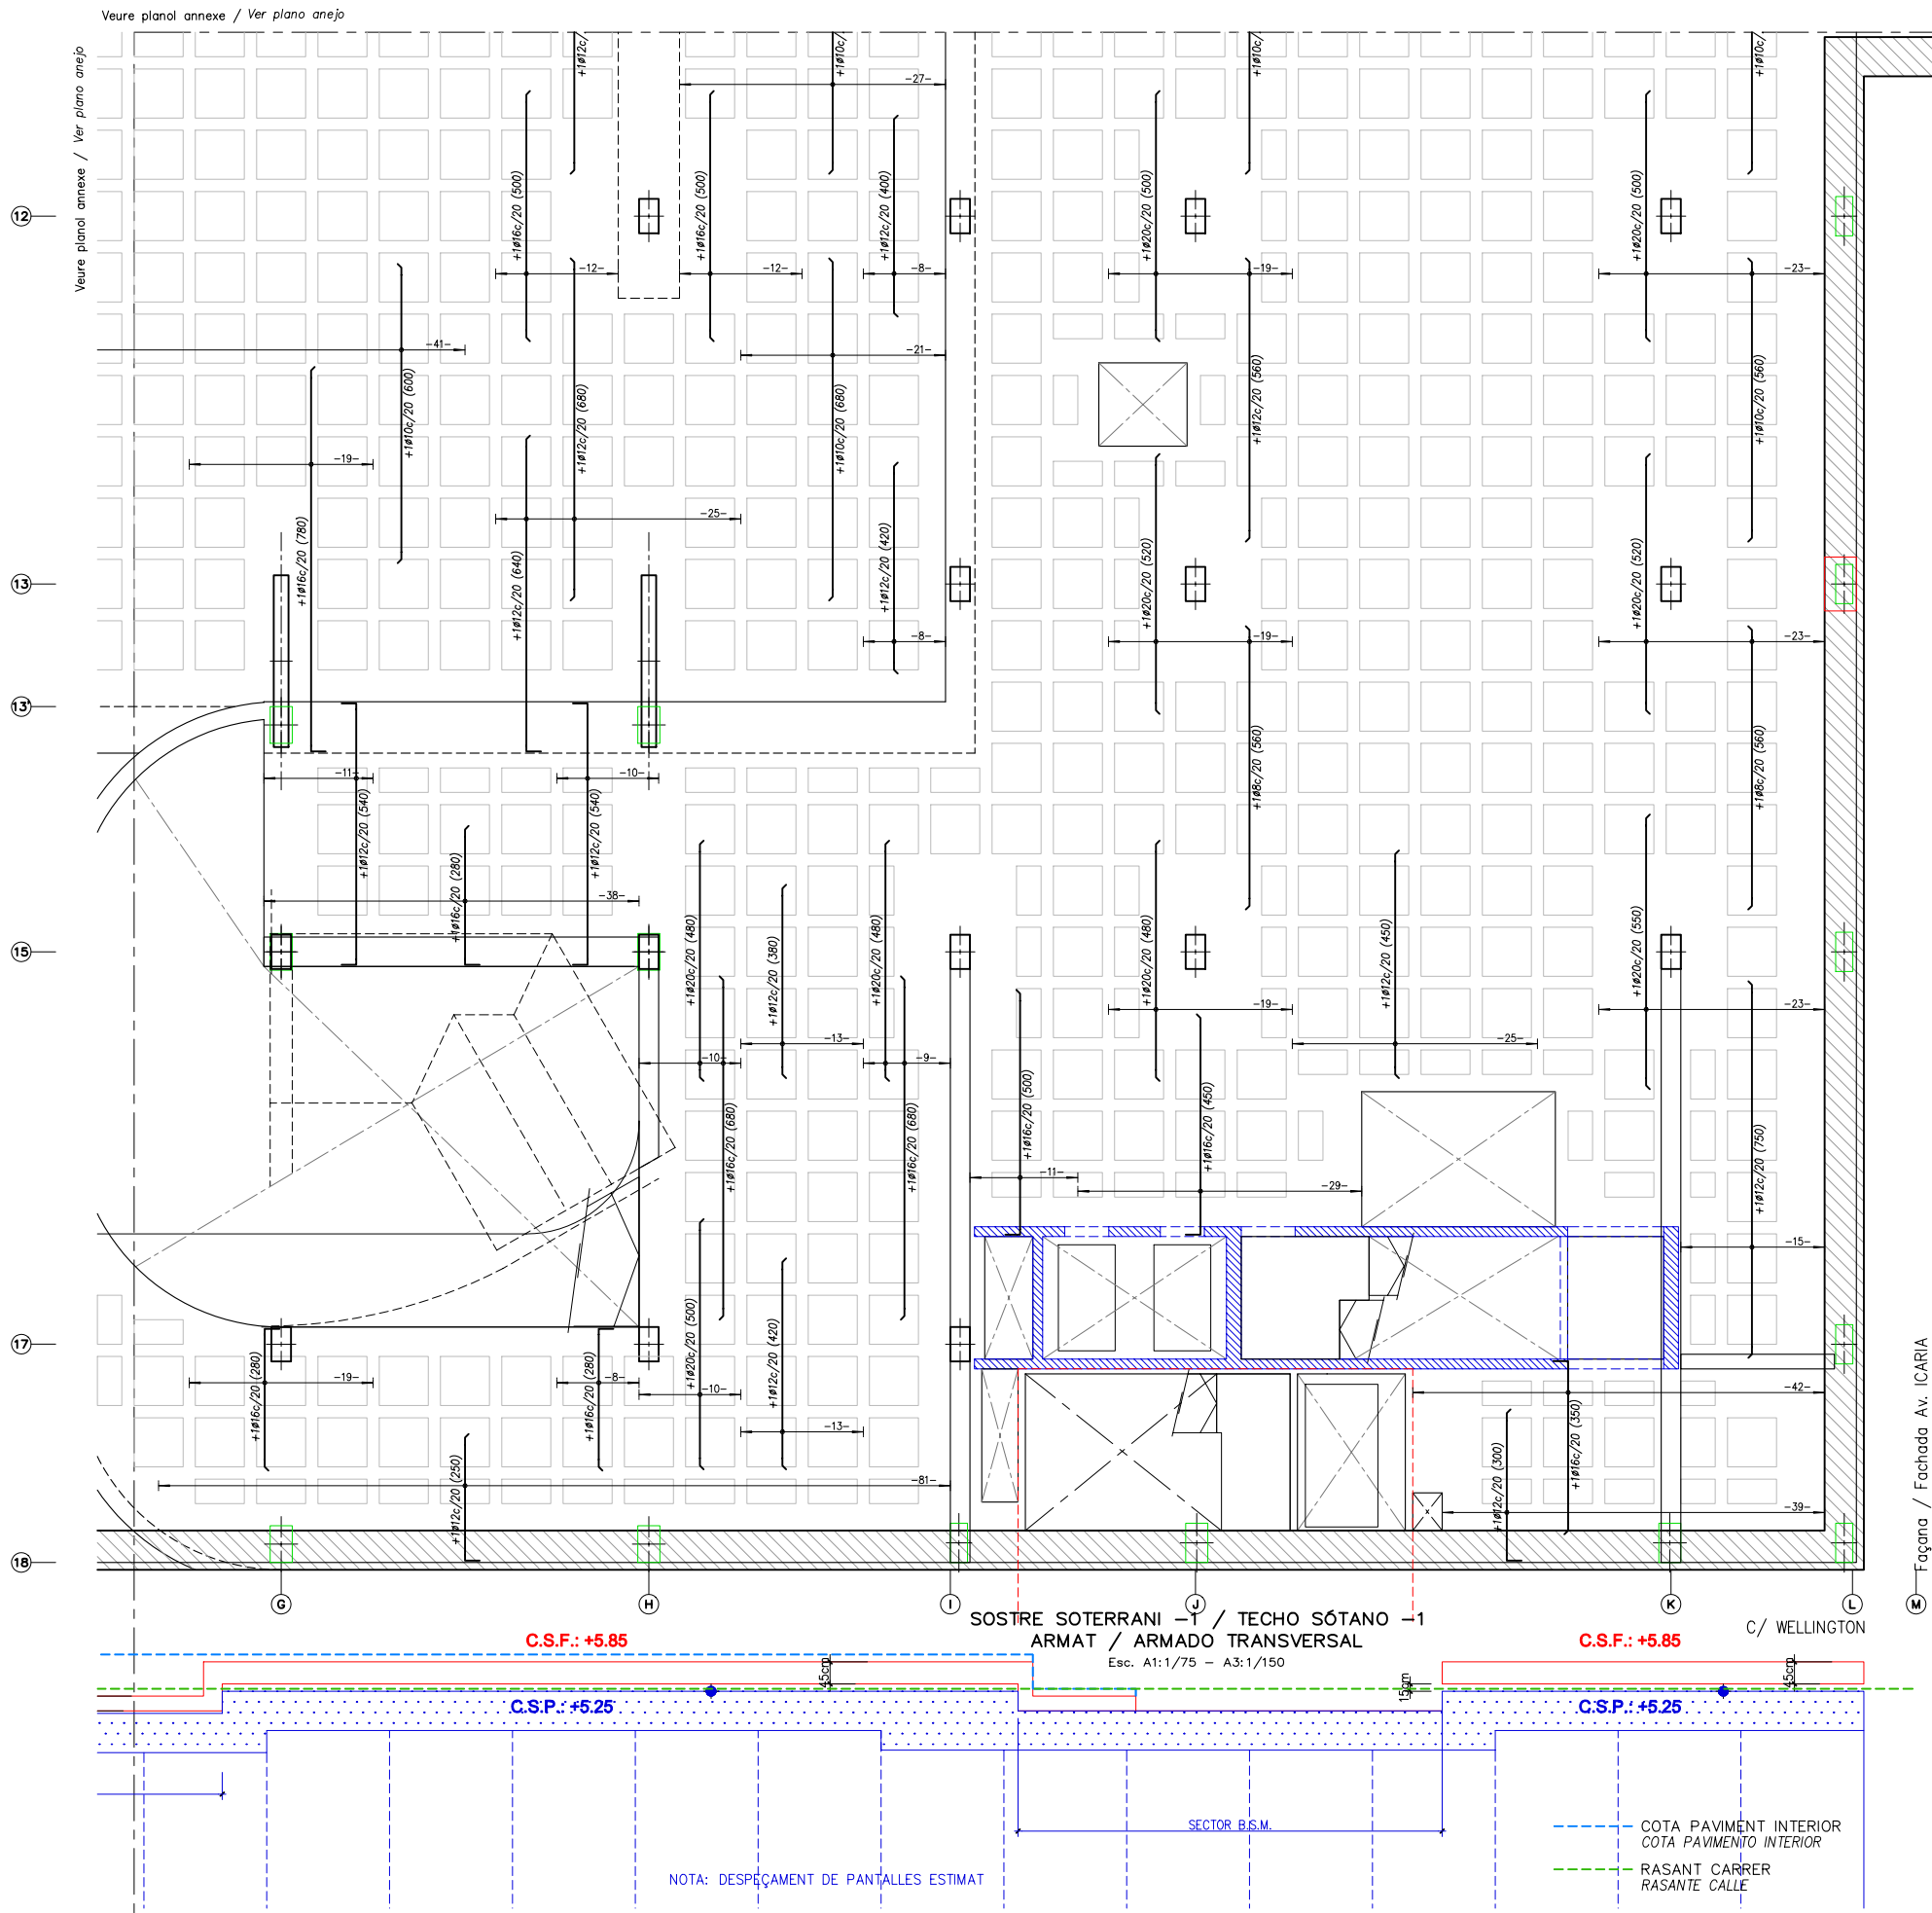 Veure planol annexe / Ver plano anejo
Veure planol annexe / Ver plano anejo
+1ø12c/
+1ø10c/
+1ø10c/
+1ø10c/
-27-
+1ø16c/20 (500)
+1ø16c/20 (500)
+1ø12c/20 (400)
+1ø20c/20 (500)
+1ø20c/20 (500)
12
-12-
-12-
-8-
-19-
-23-
-41-
-21-
+1ø10c/20 (600)
+1ø12c/20 (680)
+1ø10c/20 (680)
+1ø12c/20 (560)
+1ø10c/20 (560)
-19-
-25-
+1ø16c/20 (780)
+1ø12c/20 (640)
+1ø12c/20 (420)
+1ø20c/20 (520)
+1ø20c/20 (520)
13
-8-
-19-
-23-
13'
-11-
-10-
+1ø12c/20 (540)
+1ø12c/20 (540)
+1ø8c/20 (560)
+1ø8c/20 (560)
+1ø16c/20 (280)
-38-
+1ø20c/20 (480)
+1ø12c/20 (380)
+1ø20c/20 (480)
+1ø20c/20 (480)
+1ø12c/20 (450)
+1ø20c/20 (550)
15
-19-
-23-
-13-
-25-
-10-
-9-
+1ø16c/20 (680)
+1ø16c/20 (680)
+1ø16c/20 (500)
+1ø16c/20 (450)
+1ø12c/20 (750)
-11-
-29-
-15-
17
+1ø16c/20 (280)
+1ø16c/20 (280)
+1ø20c/20 (500)
+1ø12c/20 (420)
-19-
-8-
-10-
-42-
-13-
+1ø16c/20 (350)
+1ø12c/20 (300)
+1ø12c/20 (250)
-81-
-39-
18
G
H
I
J
K
L
M
Façana / Fachada Av. ICARIA
SOSTRE SOTERRANI -1 / TECHO SÓTANO -1
ARMAT / ARMADO TRANSVERSAL
Esc. A1:1/75 - A3:1/150
C/ WELLINGTON
C.S.F.: +5.85
C.S.F.: +5.85
45cm
15cm
45cm
C.S.P.: +5.25
C.S.P.: +5.25
SECTOR B.S.M.
NOTA: DESPEÇAMENT DE PANTALLES ESTIMAT
COTA PAVIMENT INTERIOR
COTA PAVIMENTO INTERIOR
RASANT CARRER
RASANTE CALLE